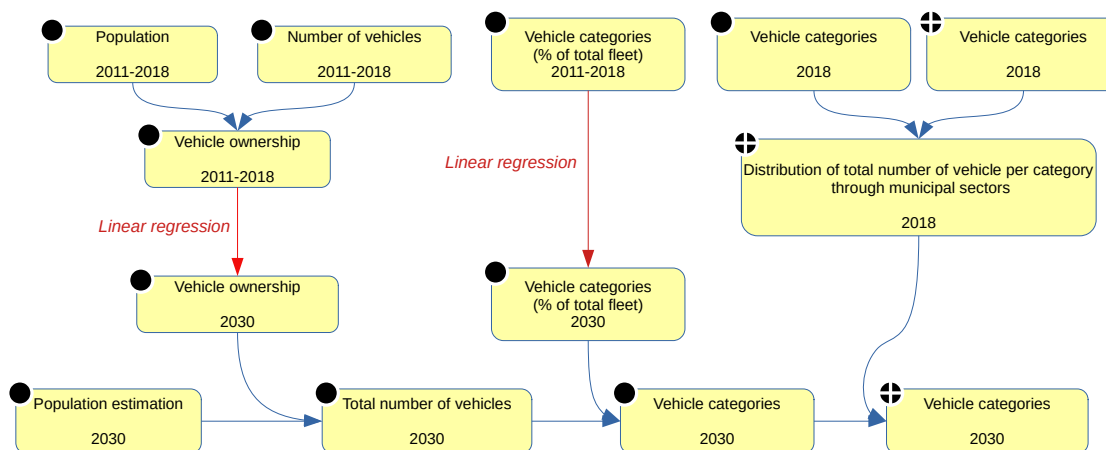 Population
2011-2018
Number of vehicles
2011-2018
Vehicle categories
(% of total fleet)
2011-2018
Vehicle categories
2018
Vehicle categories
2018
Vehicle ownership
2011-2018
Linear regression
Distribution of total number of vehicle per category
through municipal sectors
2018
Linear regression
Vehicle ownership
2030
Vehicle categories
(% of total fleet)
2030
Population estimation
2030
Total number of vehicles
2030
Vehicle categories
2030
Vehicle categories
2030